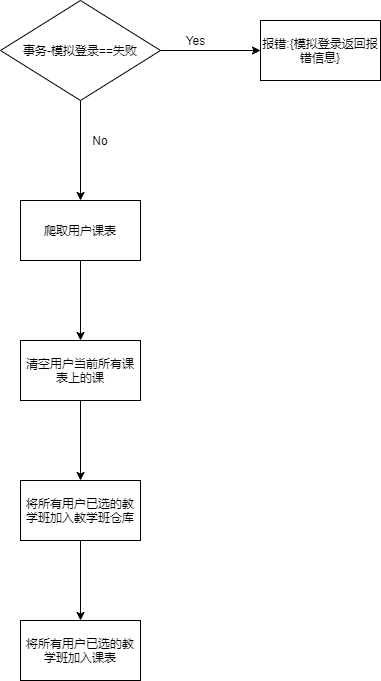 事务-模拟登录==失败
Yes
报错:{模拟登录返回报
错信息}
No
爬取用户课表
清空用户当前所有课
表上的课
将所有用户已选的教
学班加入教学班仓库
将所有用户已选的教
学班加入课表